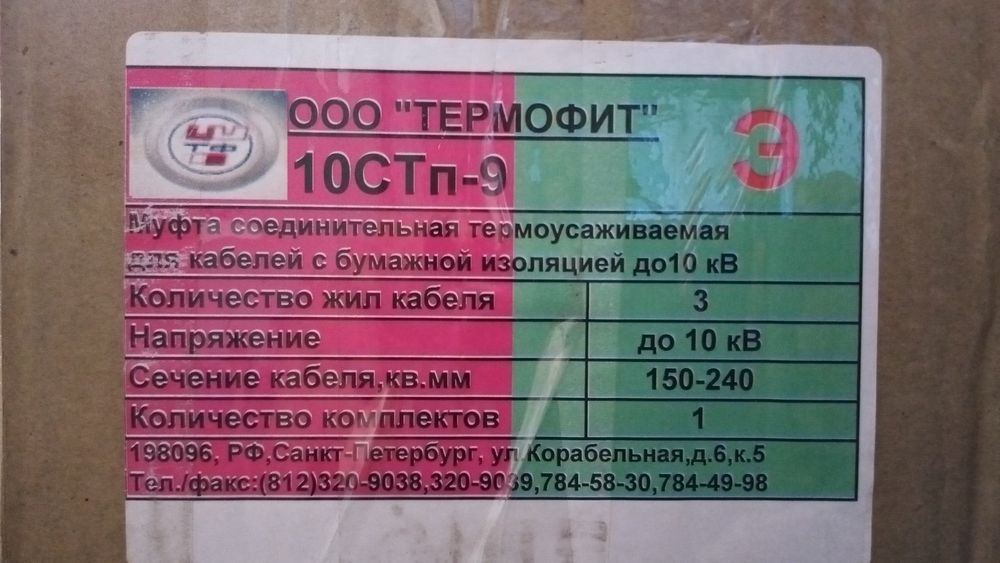 ООО "ТЕРМОФИТ"
Э
ТФ
10СТп-9
Муфта соединительная термоусаживаемая
для кабелей с бумажной изоляцией до10 кВ
Количество жил кабеля 3
Напряжение до 10 кВ
Сечение кабеля,кв.мм 150-240
Количество комплектов 1
198096, РФ,Санкт-Петербург, ул.Корабельная,д.6,к.5
Тел./факс:(812)320-9038,320-9039,784-58-30,784-49-98